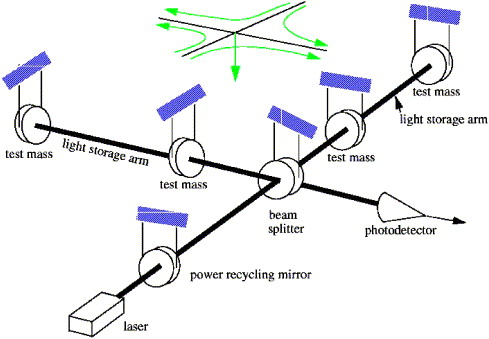 test mass
light storage arm
test mass
light storage arm
test mass
test mass
beam
splitter
photodetector
power recycling mirror
laser